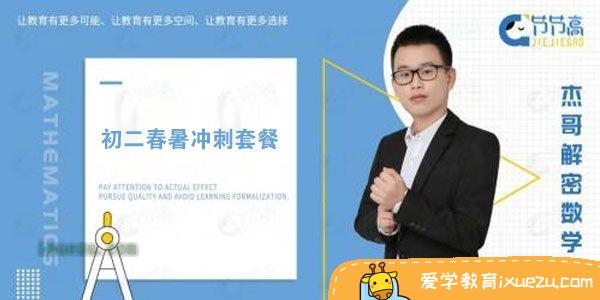 让教育有更多可能、让教育有更多空间、让教育有更多选择
节节高
JIEJIEGAO
MATHEMATICS
初二春暑冲刺套餐
PAY ATTENTION TO ACTUAL EFFECT
PURSUE QUALITY AND AVOID LEARNING FORMALIZATION.
杰哥解密数学
爱学教育ixuezu.com